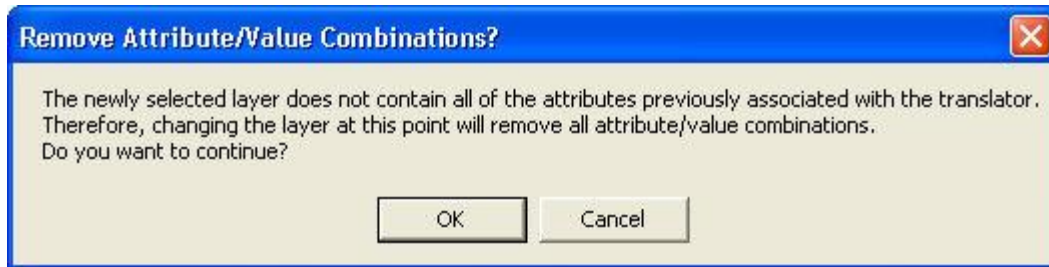 Remove Attribute/Value Combinations?
The newly selected layer does not contain all of the attributes previously associated with the translator.
Therefore, changing the layer at this point will remove all attribute/value combinations.
Do you want to continue?
OK Cancel